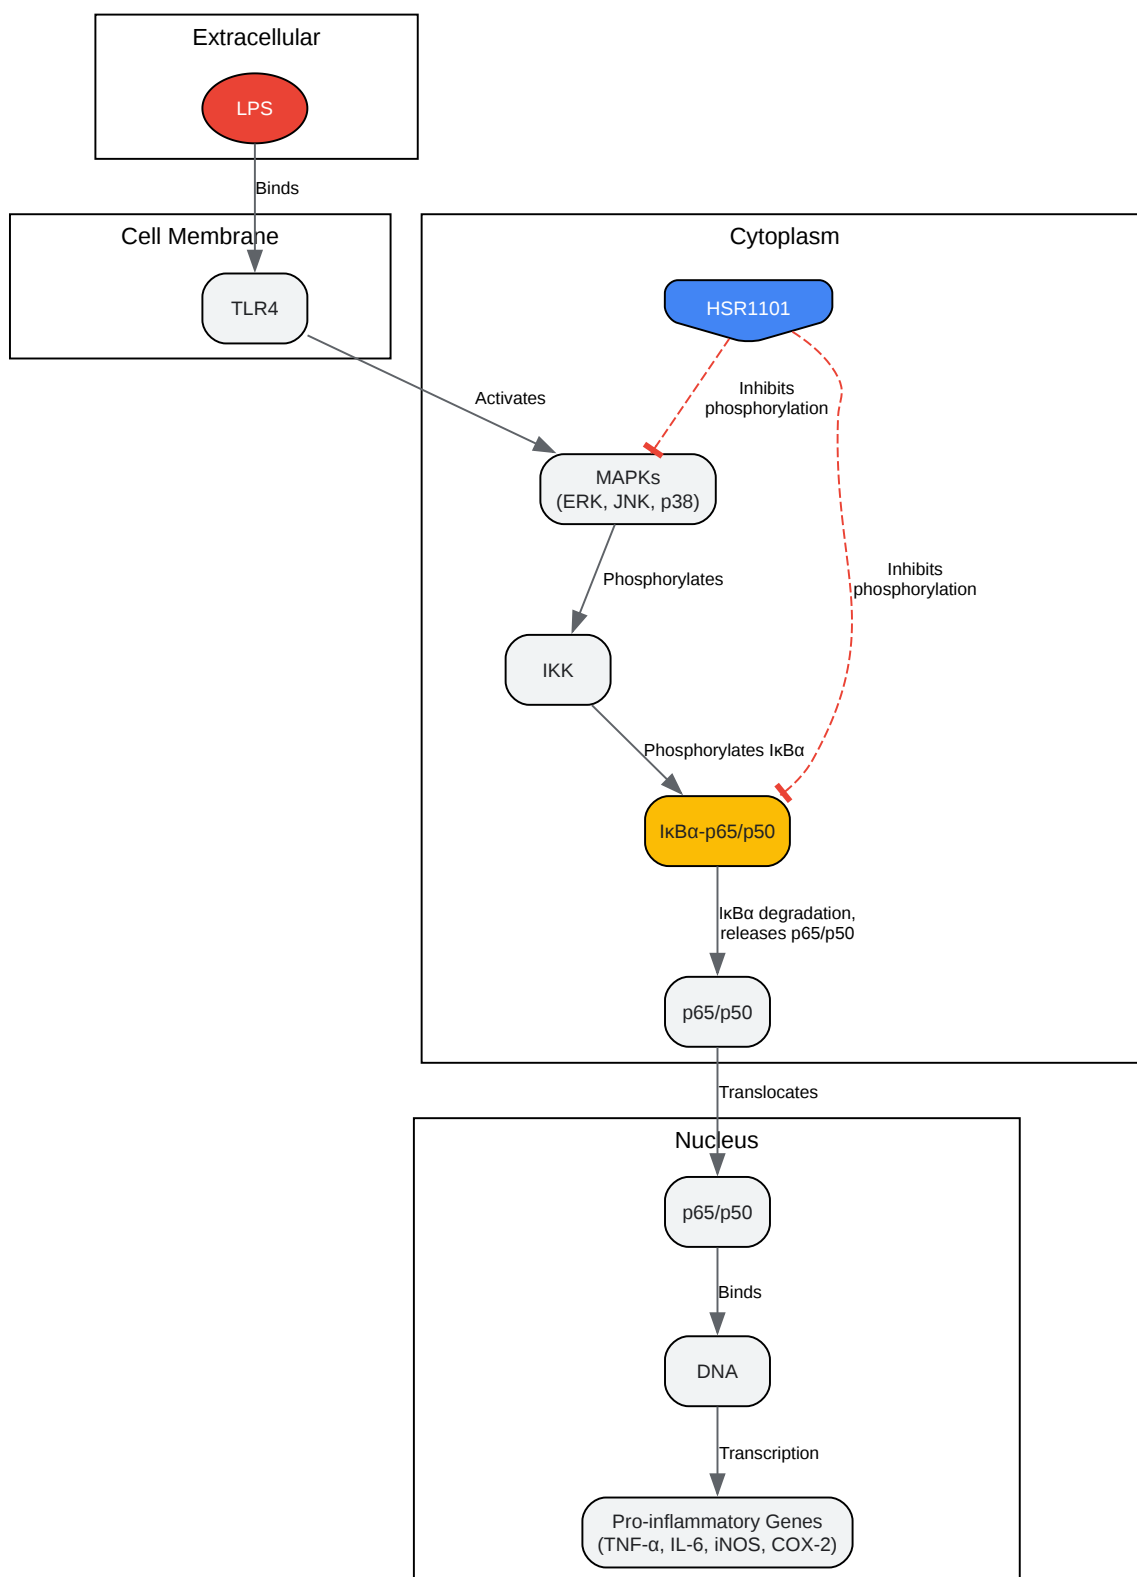 Extracellular
LPS
Binds
Cell Membrane
TLR4
Cytoplasm
HSR1101
Activates
Inhibits
phosphorylation
MAPKs
(ERK, JNK, p38)
Phosphorylates
Inhibits
phosphorylation
IKK
Phosphorylates IκBα
IκBα-p65/p50
IκBα degradation,
releases p65/p50
p65/p50
Translocates
Nucleus
p65/p50
Binds
DNA
Transcription
Pro-inflammatory Genes
(TNF-α, IL-6, iNOS, COX-2)